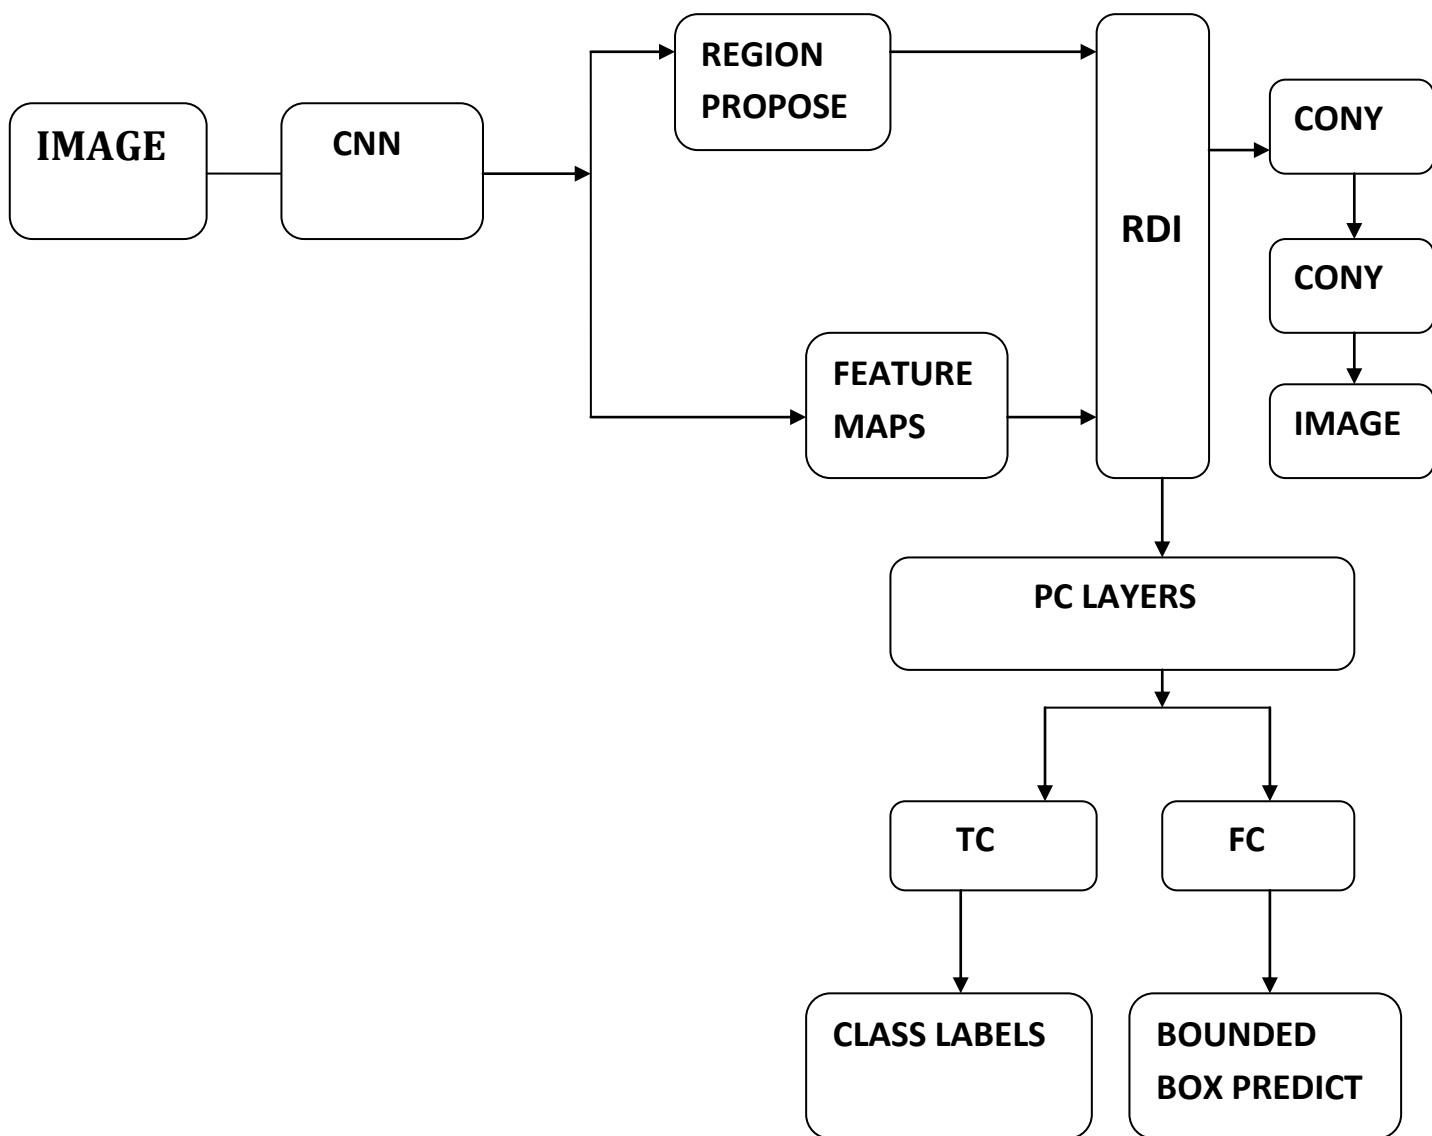 IMAGE
CNN
REGION
PROPOSE
FEATURE
MAPS
RDI
CONY
CONY
IMAGE
PC LAYERS
TC
FC
CLASS LABELS
BOUNDED
BOX PREDICT